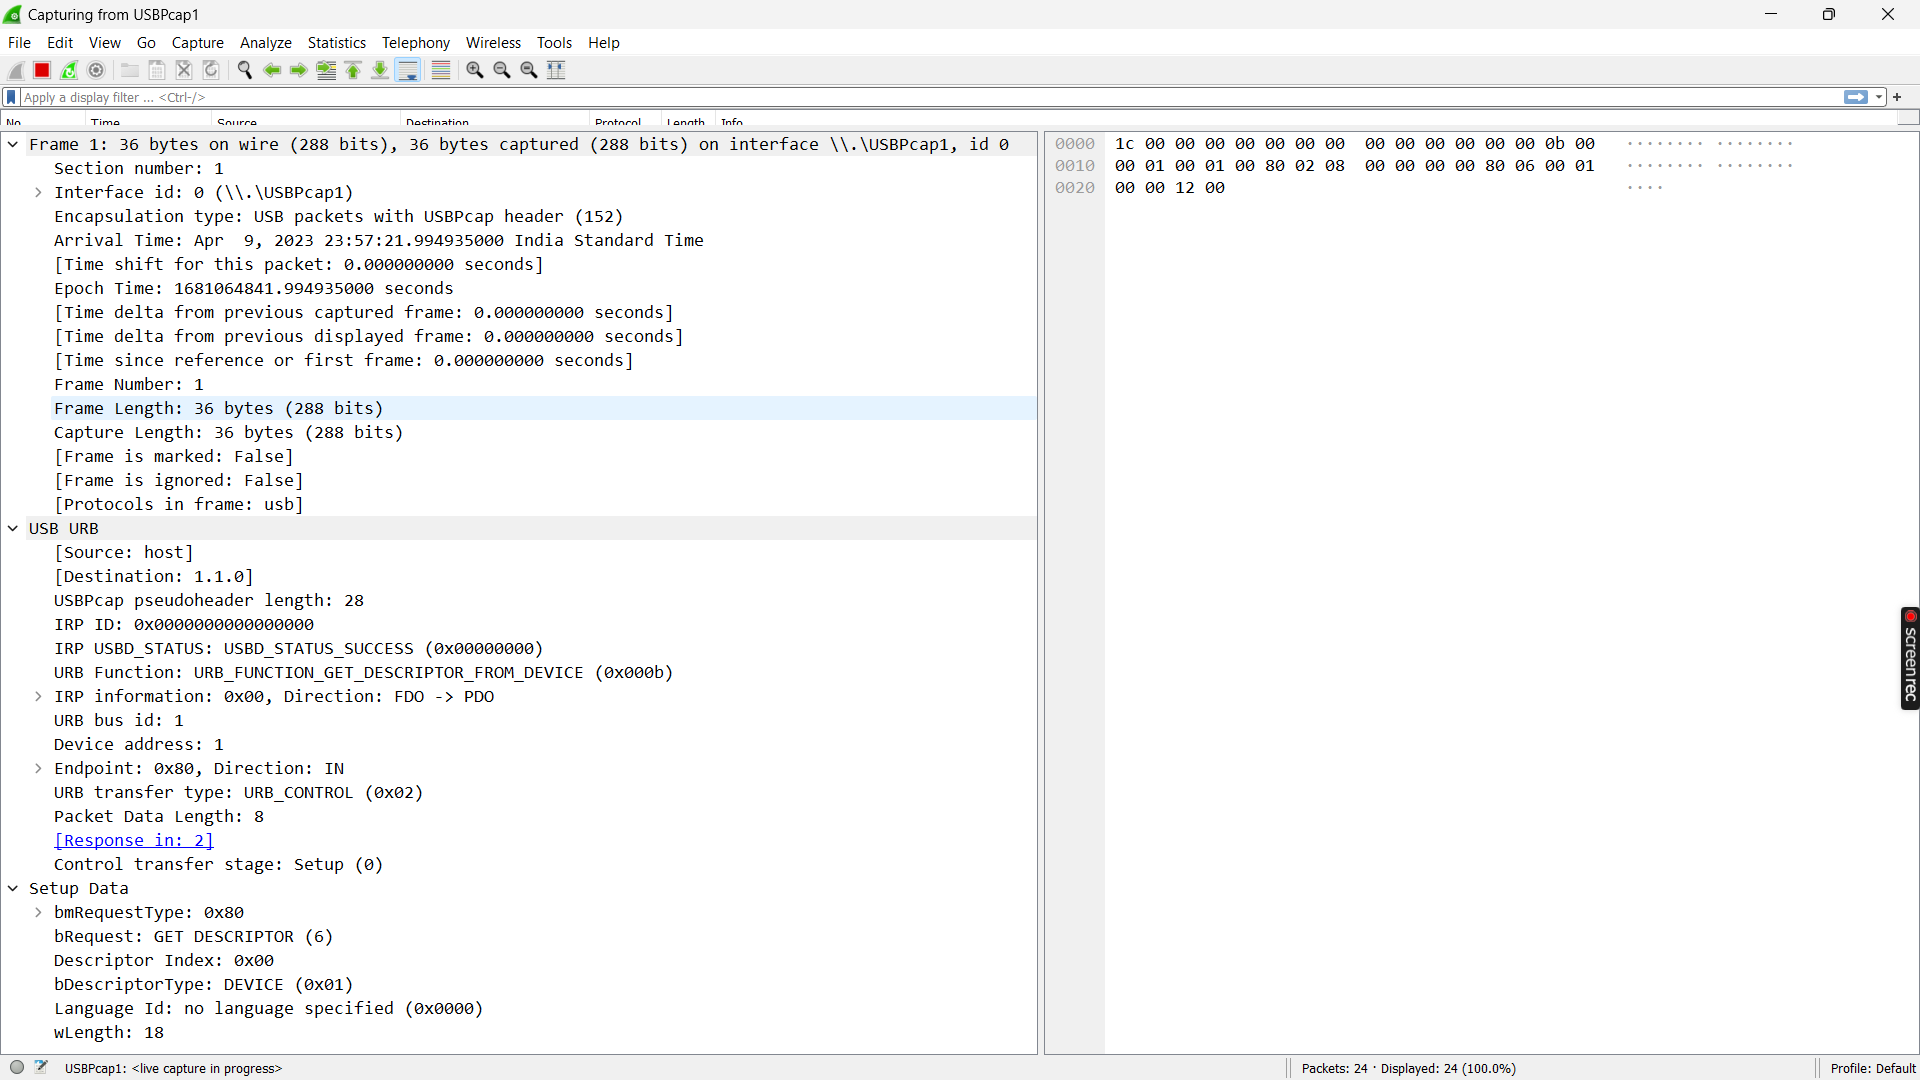 Capturing from USBPcap1
File Edit View Go Capture Analyze Statistics Telephony Wireless Tools Help
Apply a display filter ... <Ctrl-/>
No. Time Source Destination Protocol Length Info
Frame 1: 36 bytes on wire (288 bits), 36 bytes captured (288 bits) on interface \\.\USBPcap1, id 0
Section number: 1
Interface id: 0 (\\.\USBPcap1)
Encapsulation type: USB packets with USBPcap header (152)
Arrival Time: Apr  9, 2023 23:57:21.994935000 India Standard Time
[Time shift for this packet: 0.000000000 seconds]
Epoch Time: 1681064841.994935000 seconds
[Time delta from previous captured frame: 0.000000000 seconds]
[Time delta from previous displayed frame: 0.000000000 seconds]
[Time since reference or first frame: 0.000000000 seconds]
Frame Number: 1
Frame Length: 36 bytes (288 bits)
Capture Length: 36 bytes (288 bits)
[Frame is marked: False]
[Frame is ignored: False]
[Protocols in frame: usb]
USB URB
[Source: host]
[Destination: 1.1.0]
USBPcap pseudoheader length: 28
IRP ID: 0x0000000000000000
IRP USBD_STATUS: USBD_STATUS_SUCCESS (0x00000000)
URB Function: URB_FUNCTION_GET_DESCRIPTOR_FROM_DEVICE (0x000b)
IRP information: 0x00, Direction: FDO -> PDO
URB bus id: 1
Device address: 1
Endpoint: 0x80, Direction: IN
URB transfer type: URB_CONTROL (0x02)
Packet Data Length: 8
[Response in: 2]
Control transfer stage: Setup (0)
Setup Data
bmRequestType: 0x80
bRequest: GET DESCRIPTOR (6)
Descriptor Index: 0x00
bDescriptorType: DEVICE (0x01)
Language Id: no language specified (0x0000)
wLength: 18
0000 1c 00 00 00 00 00 00 00 00 00 00 00 00 00 0b 00 ········ ········
0010 00 01 00 01 00 80 02 08 00 00 00 00 80 06 00 01 ········ ········
0020 00 00 12 00 ····
screenrec
USBPcap1: <live capture in progress>
Packets: 24 · Displayed: 24 (100.0%)
Profile: Default